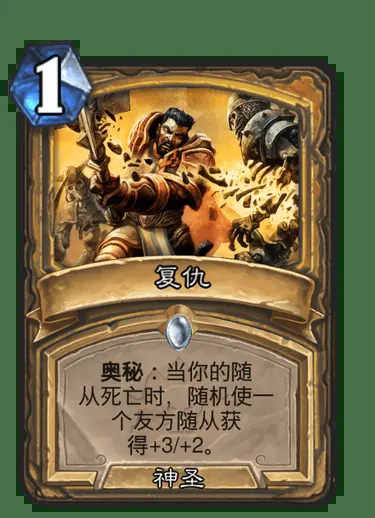 1
复仇
奥秘：当你的随
从死亡时，随机使一
个友方随从获
得+3/+2。
神圣